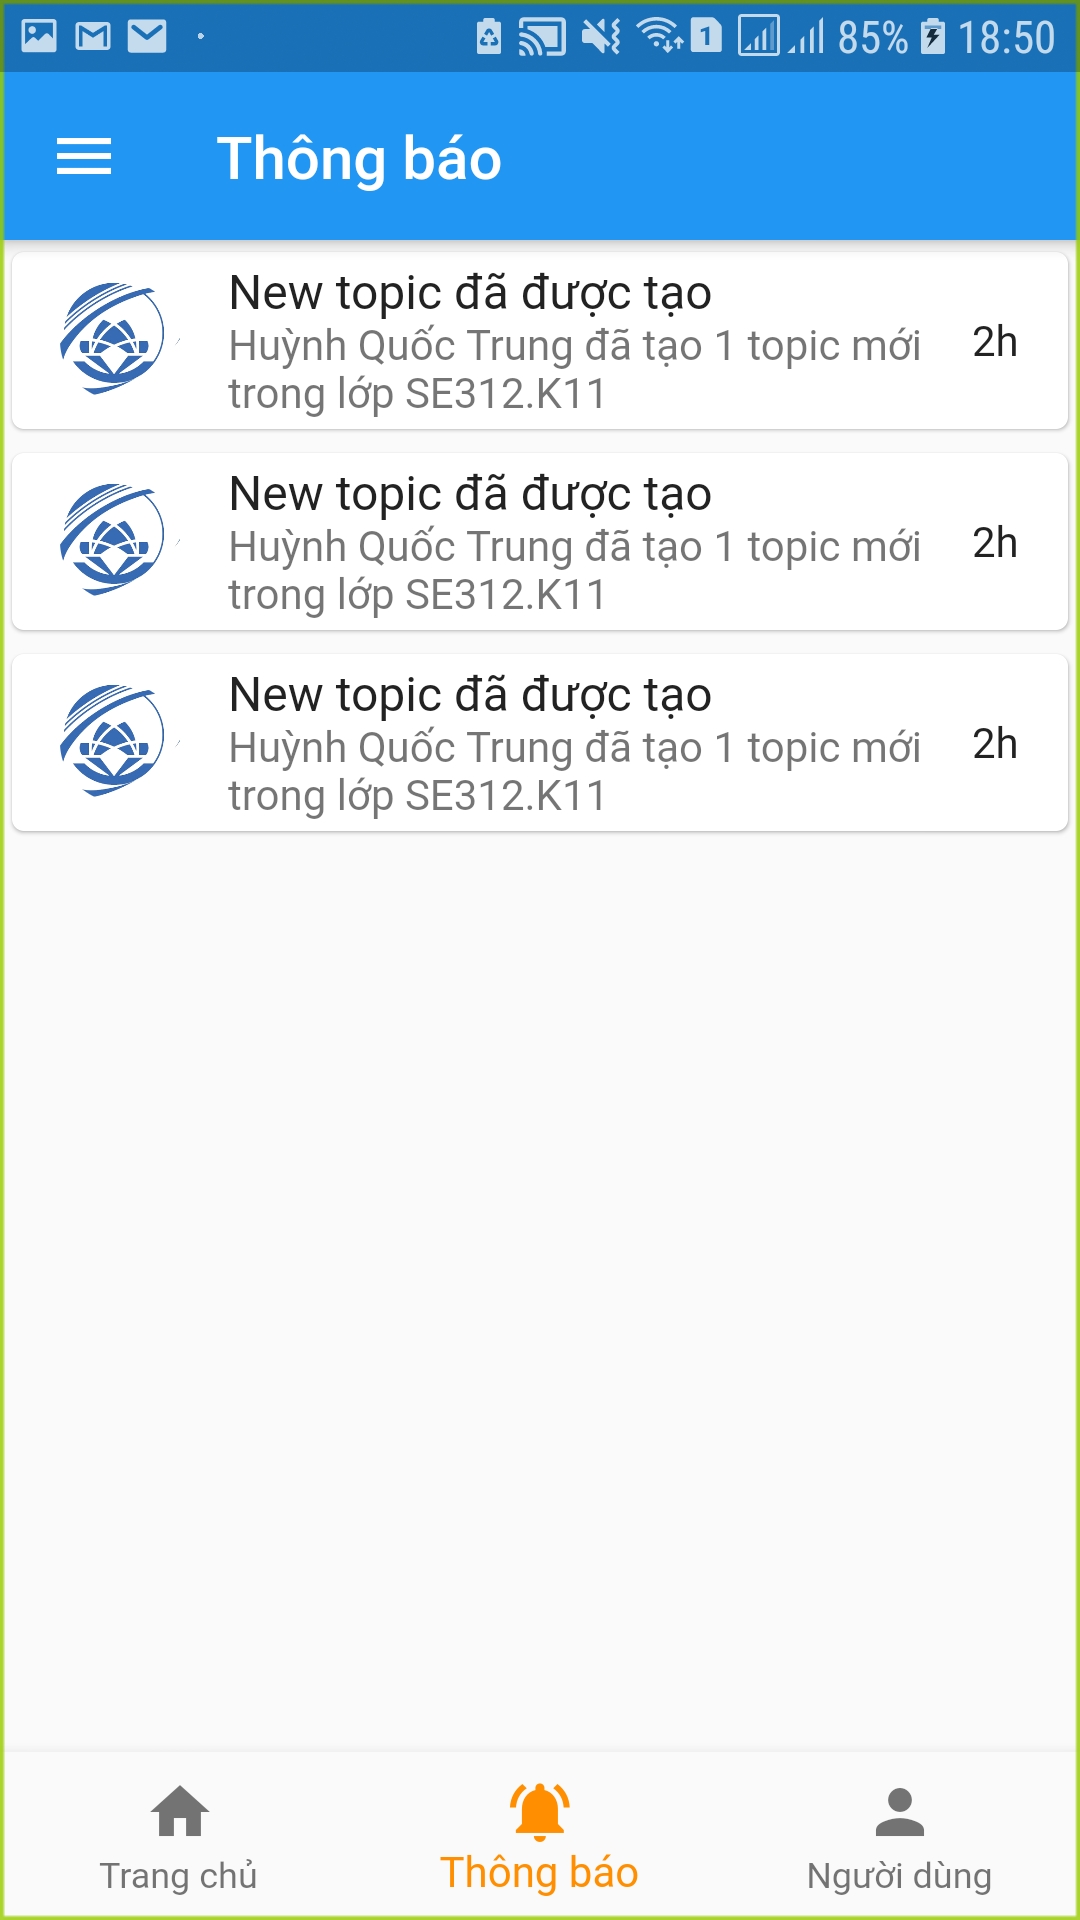 1 85% 18:50
Thông báo
New topic đã được tạo
Huỳnh Quốc Trung đã tạo 1 topic mới
trong lớp SE312.K11
2h
New topic đã được tạo
Huỳnh Quốc Trung đã tạo 1 topic mới
trong lớp SE312.K11
2h
New topic đã được tạo
Huỳnh Quốc Trung đã tạo 1 topic mới
trong lớp SE312.K11
2h
Trang chủ Thông báo Người dùng